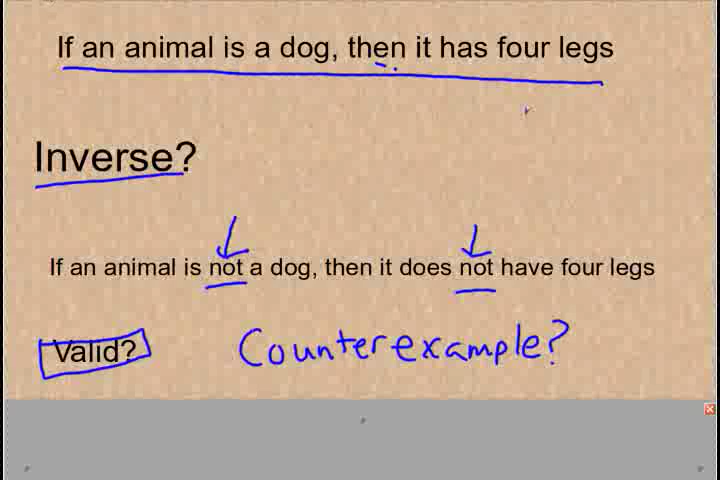 If an animal is a dog, then it has four legs
Inverse?
If an animal is not a dog, then it does not have four legs
Valid? Counterexample?